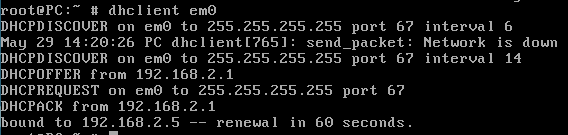 root@PC:~ # dhclient em0
DHCPDISCOVER on em0 to 255.255.255.255 port 67 interval 6
May 29 14:20:26 PC dhclient[765]: send_packet: Network is down
DHCPDISCOVER on em0 to 255.255.255.255 port 67 interval 14
DHCPOFFER from 192.168.2.1
DHCPREQUEST on em0 to 255.255.255.255 port 67
DHCPACK from 192.168.2.1
bound to 192.168.2.5 -- renewal in 60 seconds.
root@PC:~ #